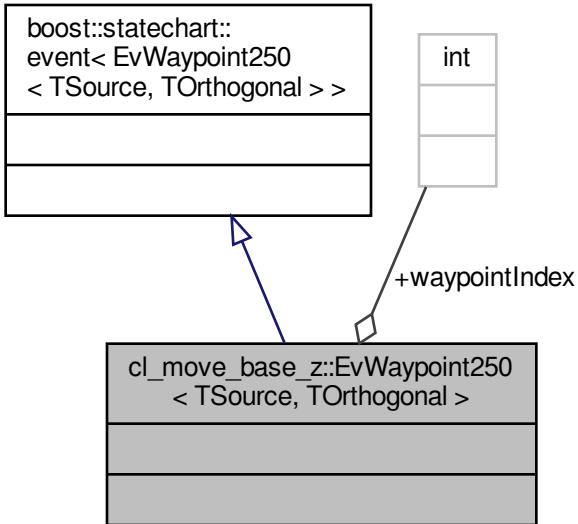 boost::statechart::
event< EvWaypoint250
< TSource, TOrthogonal > >
int
+waypointIndex
cl_move_base_z::EvWaypoint250
< TSource, TOrthogonal >